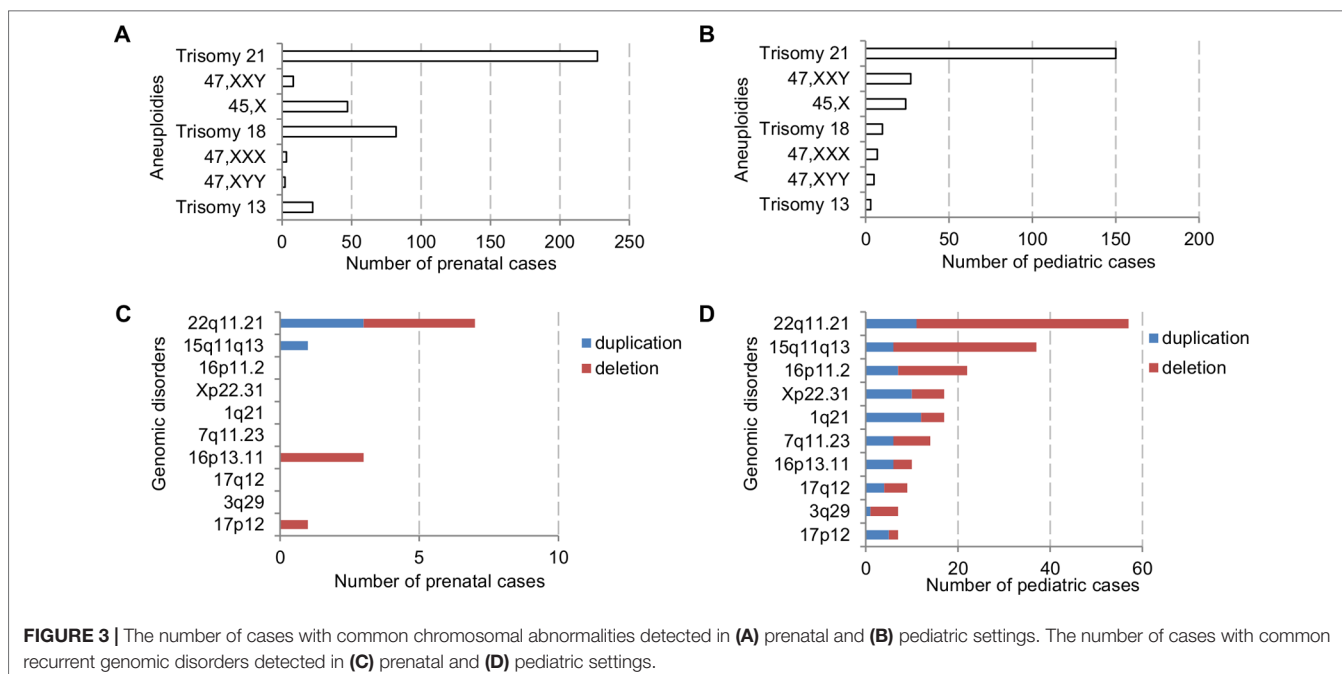 A
Aneuploidies
Trisomy 21
47,XXY
45,X
Trisomy 18
47,XXX
47,XYY
Trisomy 13
0 50 100 150 200 250
Number of prenatal cases
B
Aneuploidies
Trisomy 21
47,XXY
45,X
Trisomy 18
47,XXX
47,XYY
Trisomy 13
0 50 100 150 200
Number of pediatric cases
C
Genomic disorders
22q11.21
15q11q13
16p11.2
Xp22.31
1q21
7q11.23
16p13.11
17q12
3q29
17p12
duplication
deletion
0 5 10
Number of prenatal cases
D
Genomic disorders
22q11.21
15q11q13
16p11.2
Xp22.31
1q21
7q11.23
16p13.11
17q12
3q29
17p12
duplication
deletion
0 20 40 60
Number of pediatric cases
FIGURE 3 | The number of cases with common chromosomal abnormalities detected in (A) prenatal and (B) pediatric settings. The number of cases with common
recurrent genomic disorders detected in (C) prenatal and (D) pediatric settings.